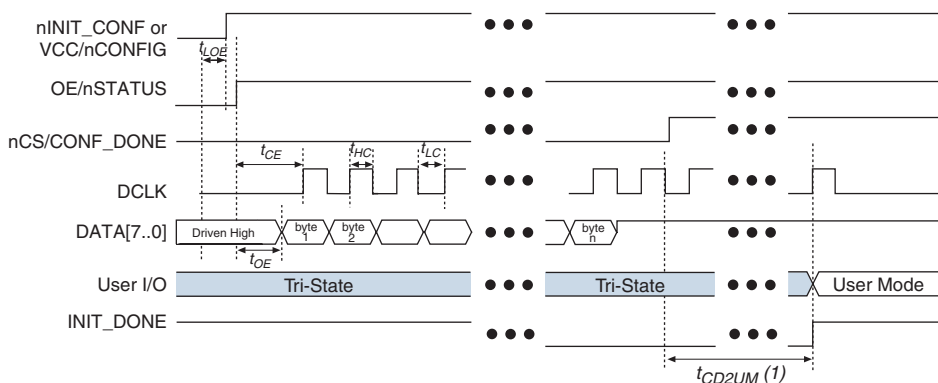 nINIT_CONF or
VCC/nCONFIG
tLOE
OE/nSTATUS
nCS/CONF_DONE
tCE
tHC
tLC
DCLK
DATA[7..0]
Driven High
byte
1
byte
2
byte
n
tOE
User I/O
Tri-State
Tri-State
User Mode
INIT_DONE
tCD2UM (1)